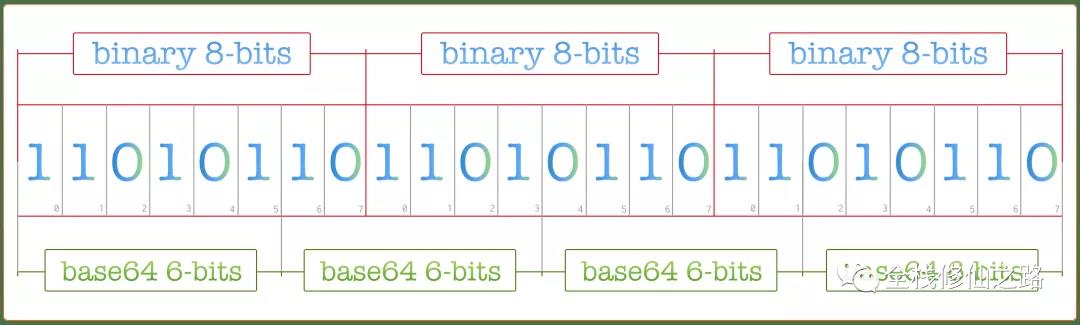 binary 8-bits binary 8-bits binary 8-bits
1 1 0 1 0 1 1 0 1 1 0 1 0 1 1 0 1 1 0 1 0 1 1 0
0 1 2 3 4 5 6 7 0 1 2 3 4 5 6 7 0 1 2 3 4 5 6 7
base64 6-bits base64 6-bits base64 6-bits
全栈修仙之路